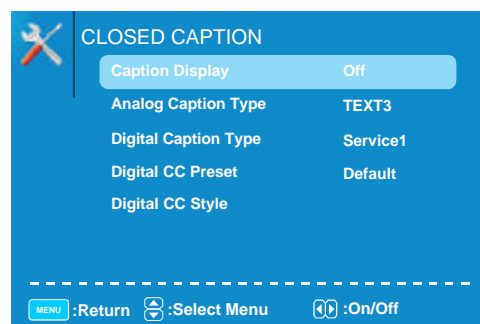 CLOSED CAPTION
Caption Display Off
Analog Caption Type TEXT3
Digital Caption Type Service1
Digital CC Preset Default
Digital CC Style
MENU :Return :Select Menu :On/Off